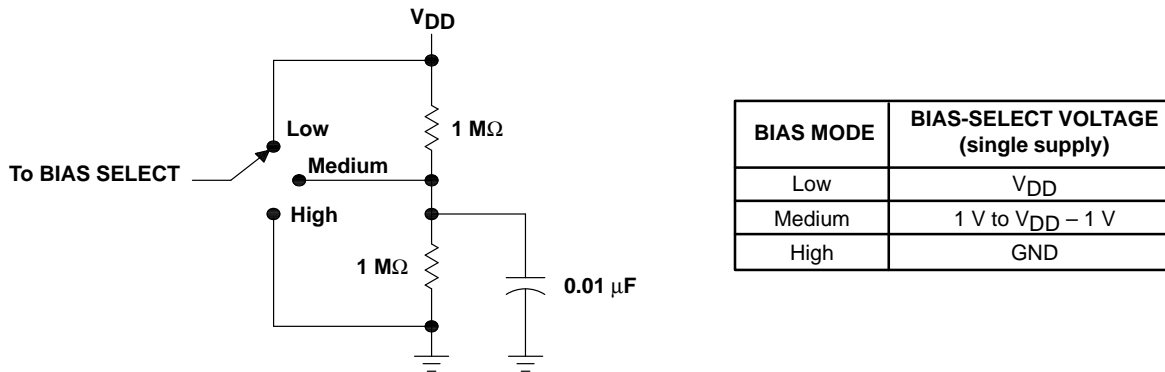 VDD
Low
1 MΩ
To BIAS SELECT
Medium
High
1 MΩ
0.01 μF
BIAS MODE
BIAS-SELECT VOLTAGE
(single supply)
Low
VDD
Medium
1 V to VDD – 1 V
High
GND